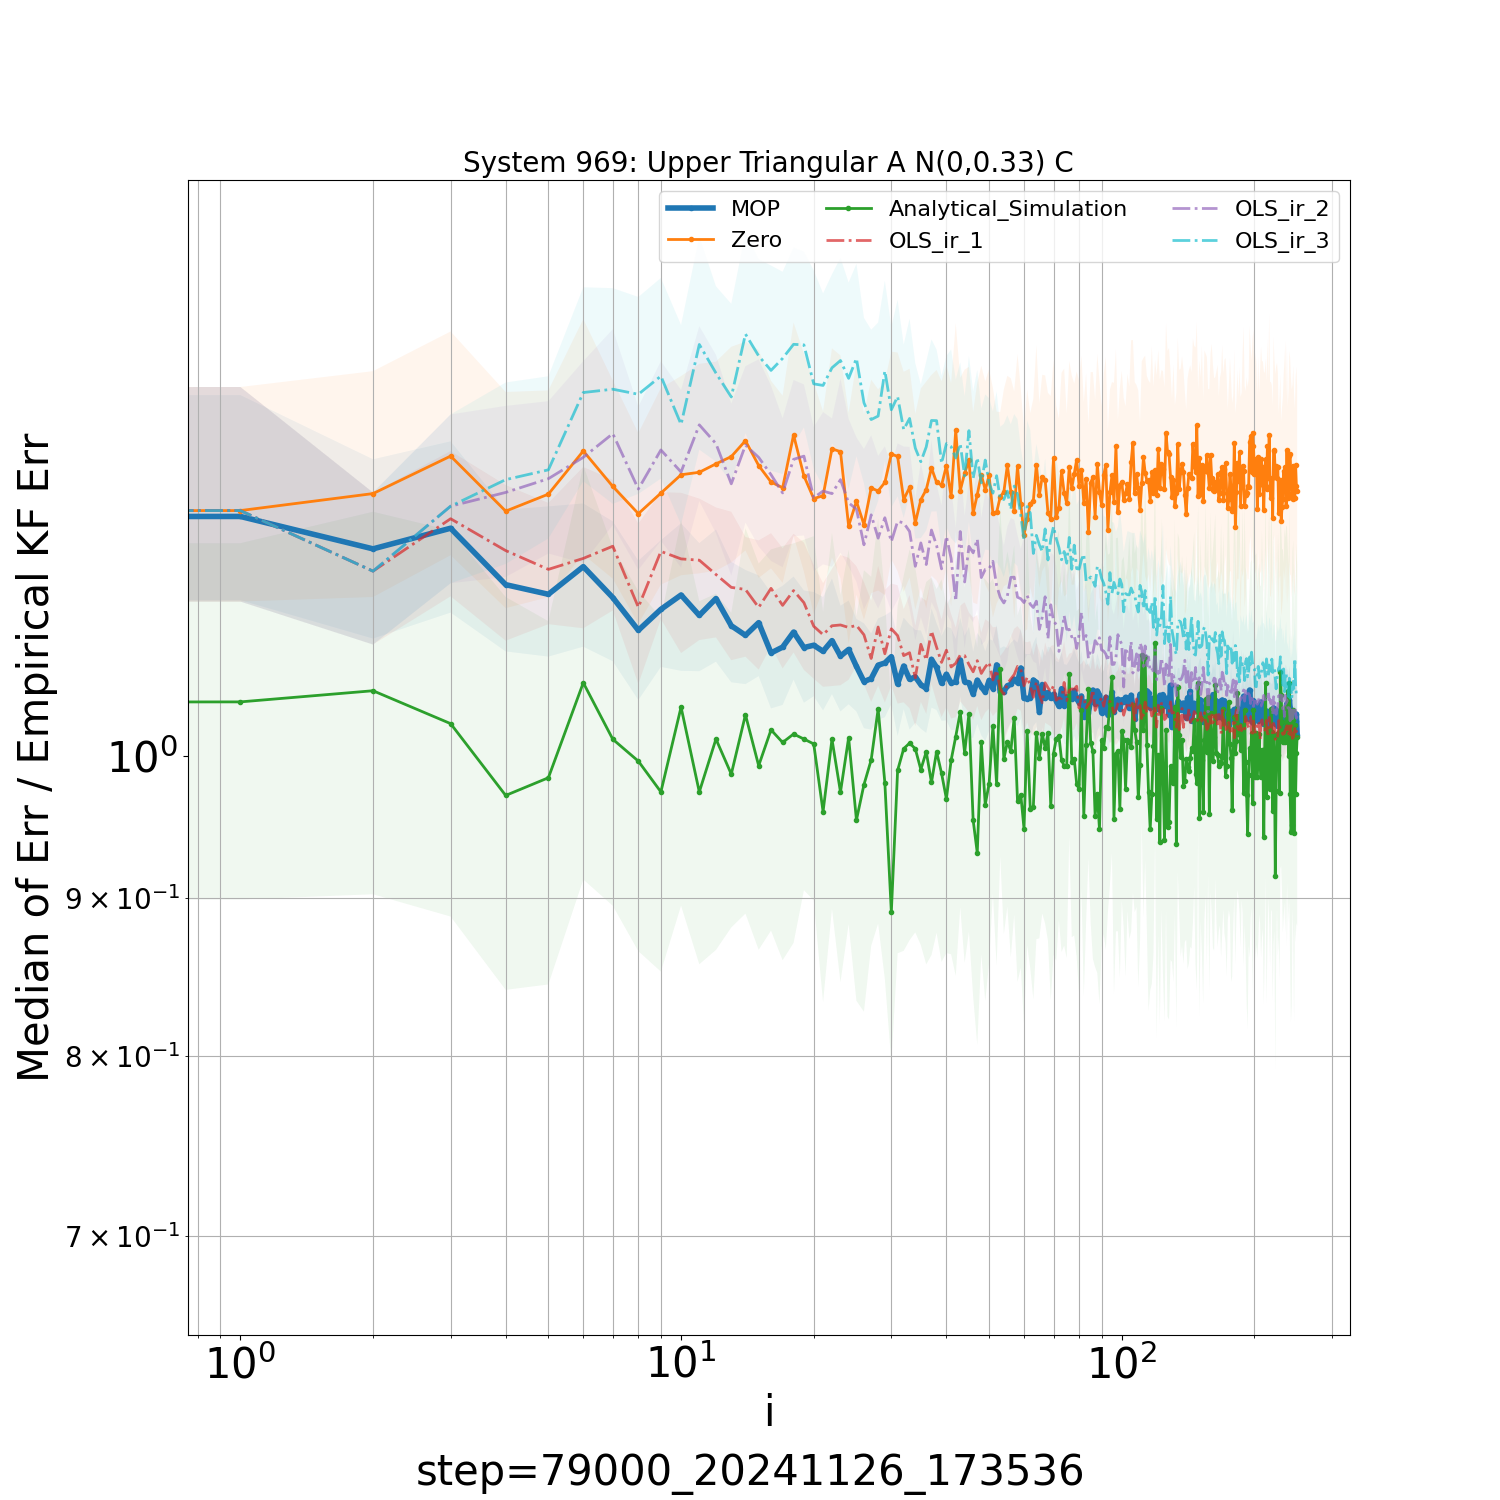 System 969: Upper Triangular A N(0,0.33) C
MOP
Zero
Analytical_Simulation
OLS_ir_1
OLS_ir_2
OLS_ir_3
Median of Err / Empirical KF Err
10⁰
9 × 10⁻¹
8 × 10⁻¹
7 × 10⁻¹
10⁰ 10¹ 10²
i
step=79000_20241126_173536